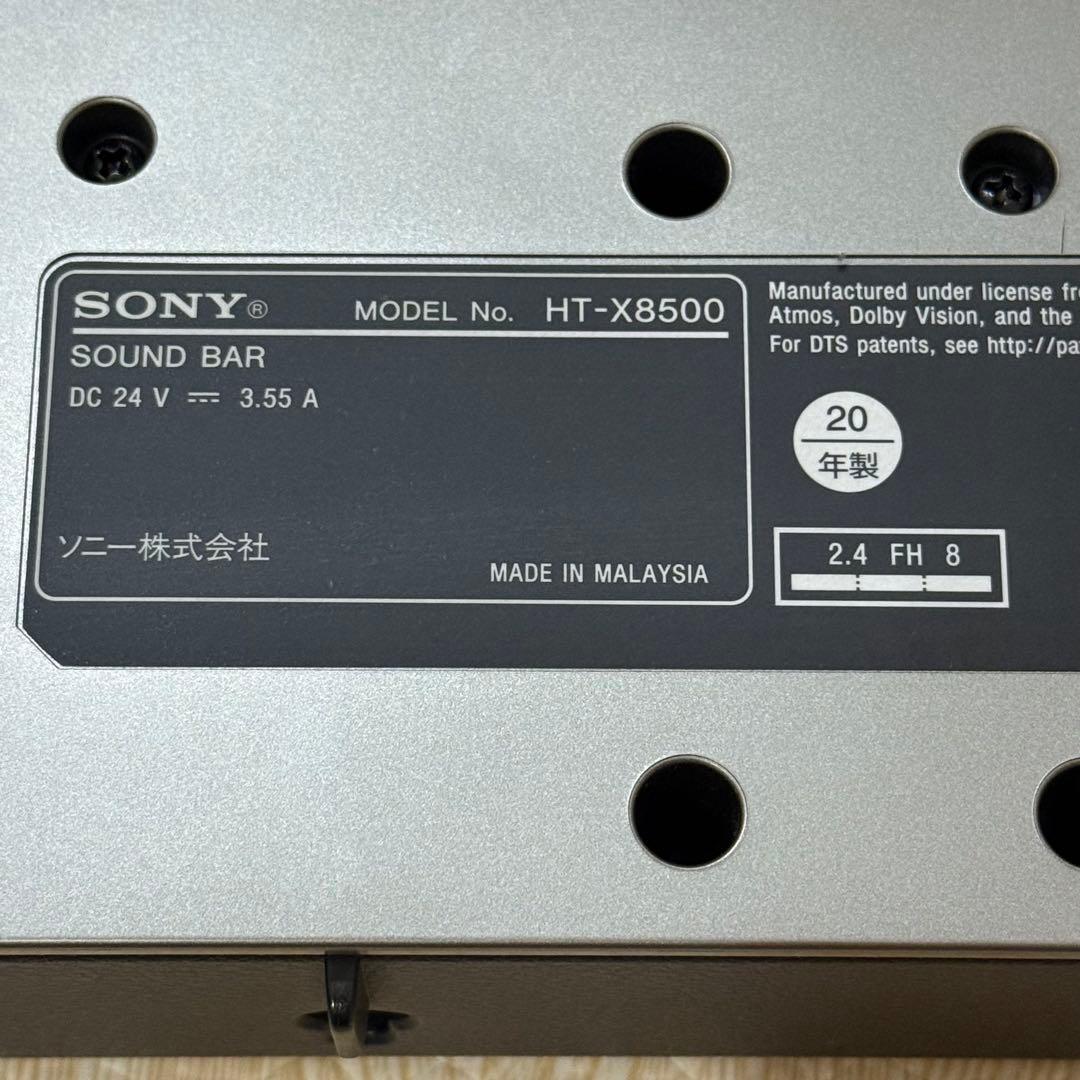 SONY® MODEL No. HT-X8500
SOUND BAR
DC 24 V ⎓ 3.55 A
ソニー株式会社
MADE IN MALAYSIA
Manufactured under license
Atmos, Dolby Vision, and the
For DTS patents, see
20
年製
2.4 FH 8